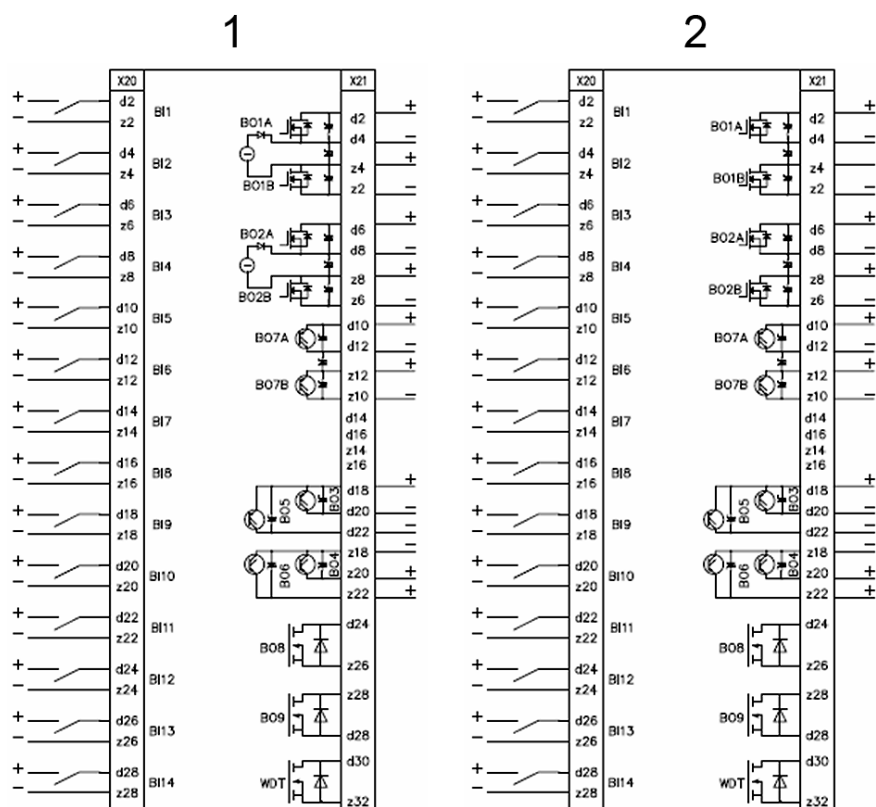 1
X20
X21
d2
z2
BI1
d4
z4
BI2
d6
z6
BI3
d8
z8
BI4
d10
z10
BI5
d12
z12
BI6
d14
z14
BI7
d16
z16
BI8
d18
z18
BI9
d20
z20
BI10
d22
z22
BI11
d24
z24
BI12
d26
z26
BI13
d28
z28
BI14
BO1A
BO1B
d2
d4
z4
z2
BO2A
BO2B
d6
d8
z8
z6
BO7A
BO7B
d10
d12
z12
z10
d14
d16
z14
z16
BO5
BO3
d18
d20
d22
BO6
BO4
z18
z20
z22
BO8
d24
z26
BO9
z28
d28
WDT
d30
z32
2
X20
X21
d2
z2
BI1
d4
z4
BI2
d6
z6
BI3
d8
z8
BI4
d10
z10
BI5
d12
z12
BI6
d14
z14
BI7
d16
z16
BI8
d18
z18
BI9
d20
z20
BI10
d22
z22
BI11
d24
z24
BI12
d26
z26
BI13
d28
z28
BI14
BO1A
BO1B
d2
d4
z4
z2
BO2A
BO2B
d6
d8
z8
z6
BO7A
BO7B
d10
d12
z12
z10
d14
d16
z14
z16
BO5
BO3
d18
d20
d22
BO6
BO4
z18
z20
z22
BO8
d24
z26
BO9
z28
d28
WDT
d30
z32